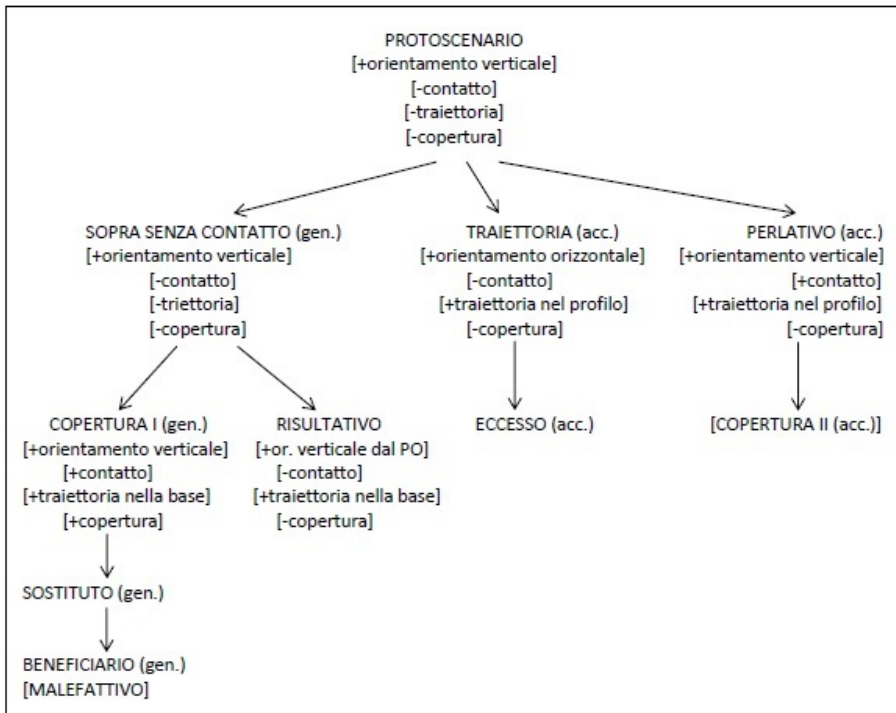 PROTOSCENARIO
[+orientamento verticale]
[-contatto]
[-traiettoria]
[-copertura]
SOPRA SENZA CONTATTO (gen.)
[+orientamento verticale]
[-contatto]
[-triettoria]
[-copertura]
TRAIETTORIA (acc.)
[+orientamento orizzontale]
[-contatto]
[+traiettoria nel profilo]
[-copertura]
PERLATIVO (acc.)
[+orientamento verticale]
[+contatto]
[+traiettoria nel profilo]
[-copertura]
COPERTURA I (gen.)
[+orientamento verticale]
[+contatto]
[+traiettoria nella base]
[+copertura]
RISULTATIVO
[+or. verticale dal PO]
[-contatto]
[+traiettoria nella base]
[-copertura]
ECCESSO (acc.)
[COPERTURA II (acc.)]
SOSTITUTO (gen.)
BENEFICIARIO (gen.)
[MALEFATTIVO]